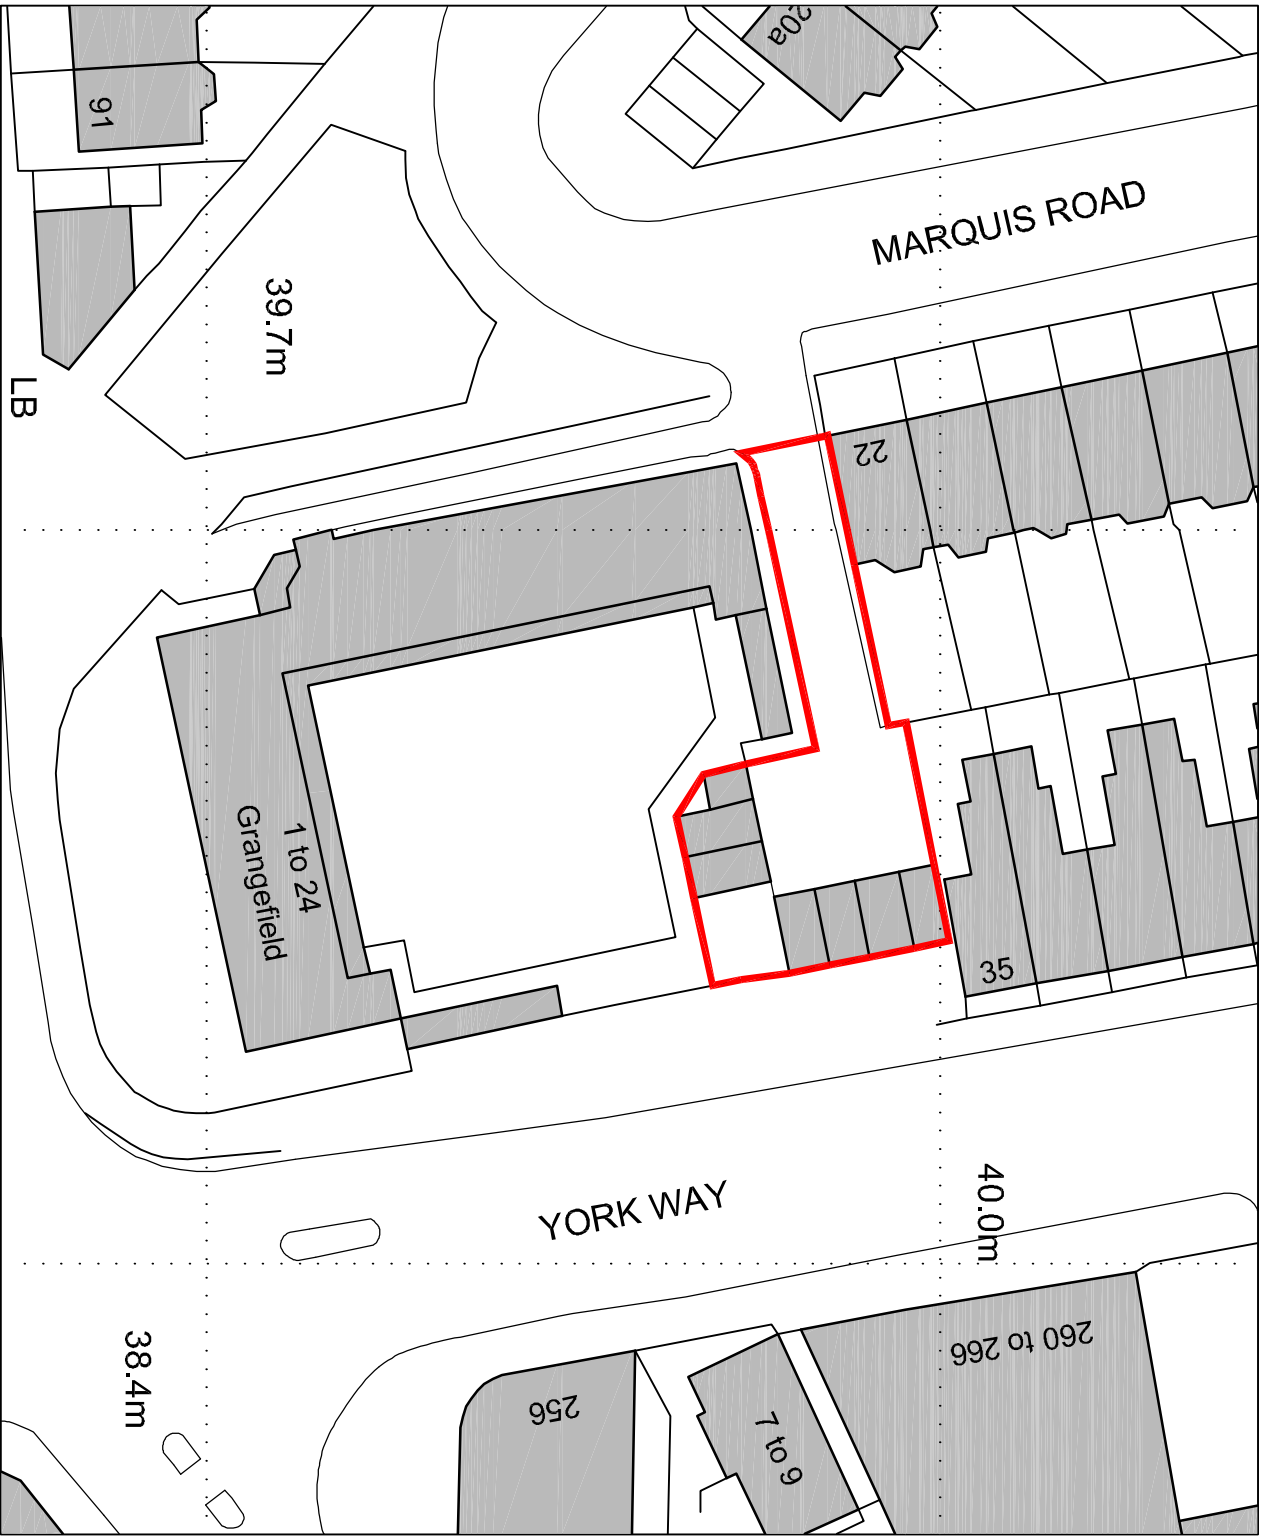 20a
91
MARQUIS ROAD
39.7m
LB
22
1 to 24
Grangefield
35
YORK WAY
40.0m
38.4m
260 to 266
256
7 to 9